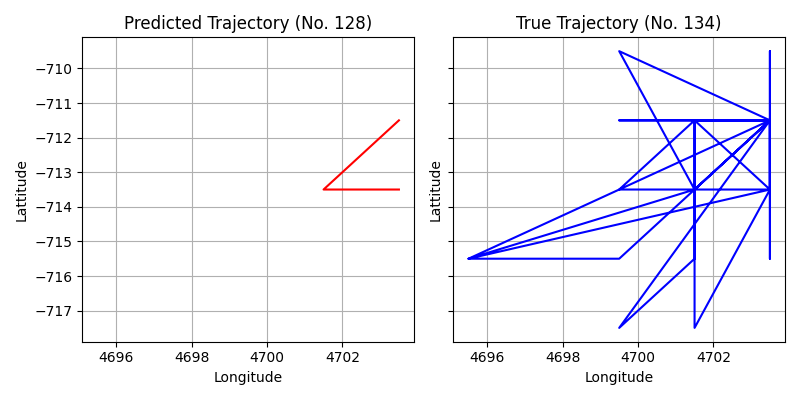 Predicted Trajectory (No. 128)
True Trajectory (No. 134)
−710
−711
−712
−713
−714
−715
−716
−717
Lattitude
Lattitude
4696
4698
4700
4702
4696
4698
4700
4702
Longitude
Longitude